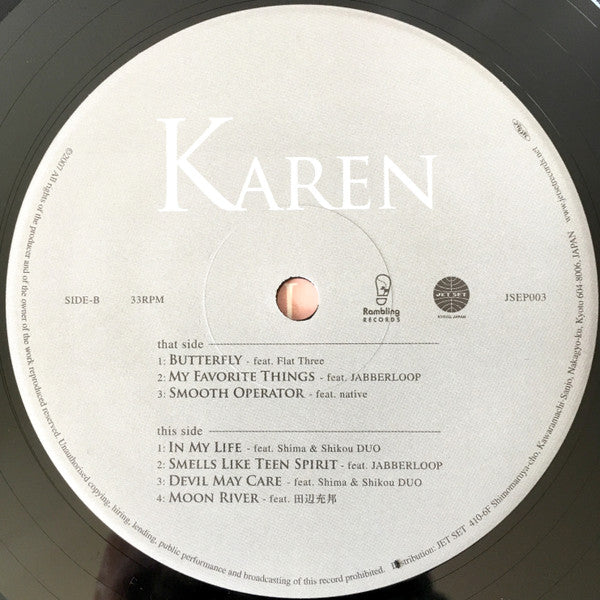 KAREN
SIDE-B 33RPM
Rambling
RECORDS
JET SET
KYOTO, JAPAN
JSEP003
that side
1: BUTTERFLY - feat. Flat Three
2: MY FAVORITE THINGS - feat. JABBERLOOP
3: SMOOTH OPERATOR - feat. native
this side
1: IN MY LIFE - feat. Shima & Shikou DUO
2: SMELLS LIKE TEEN SPIRIT - feat. JABBERLOOP
3: DEVIL MAY CARE - feat. Shima & Shikou DUO
4: MOON RIVER - feat. 田辺充邦
©2007 All rights of the producer and of the owner of the work reproduced reserved. Unauthorised copying, hiring, lending, public performance and broadcasting of this record prohibited.
Distribution: JET SET 410-6F Shimomaruya-cho, Kawaramachi-Sanjo, Nakagyo-ku, Kyoto 604-8006, JAPAN www.jetsetrecords.net